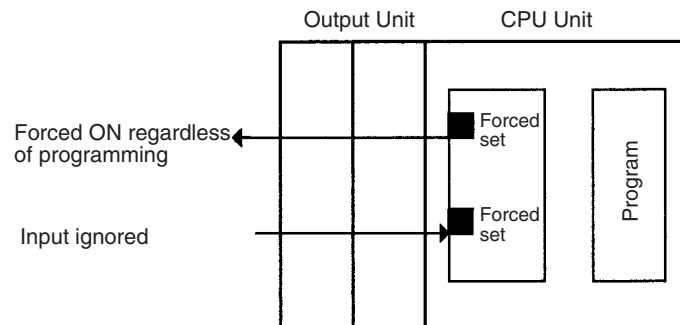 Output Unit
CPU Unit
Forced ON regardless
of programming
Forced
set
Input ignored
Forced
set
Program